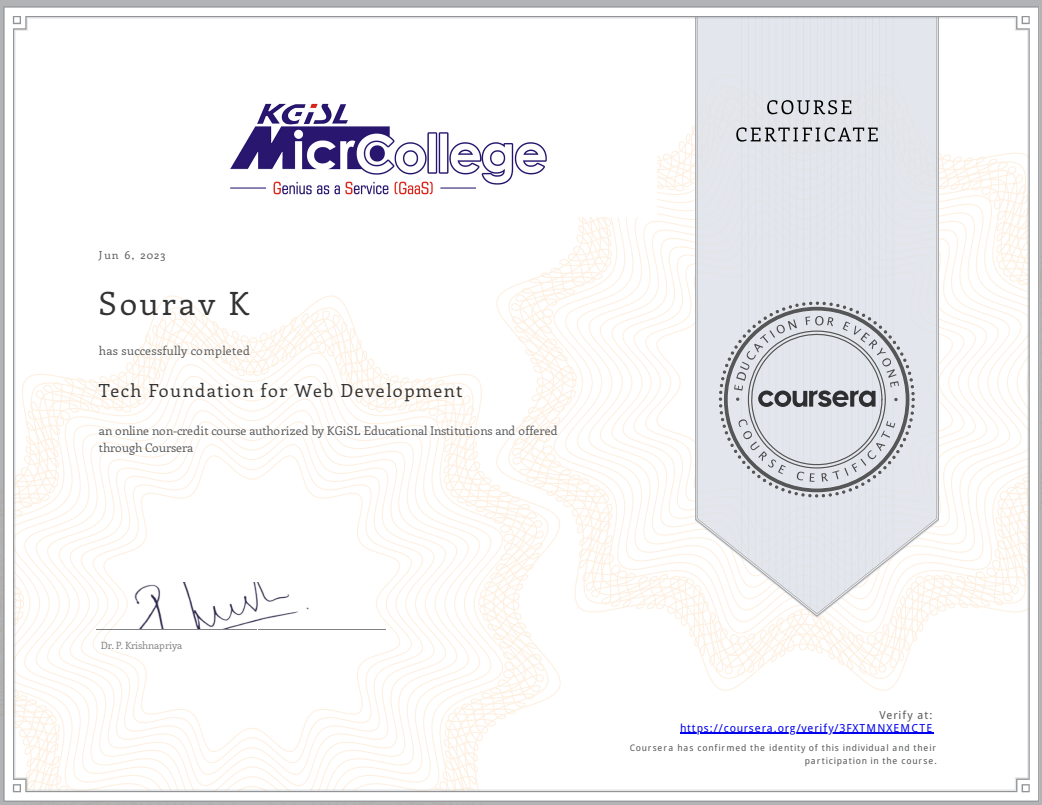 KGiSL
MicrCollege
Genius as a Service (GaaS)
COURSE
CERTIFICATE
Jun 6, 2023
Sourav K
has successfully completed
Tech Foundation for Web Development
an online non-credit course authorized by KGiSL Educational Institutions and offered
through Coursera
EDUCATION FOR EVERYONE
coursera
COURSE CERTIFICATE
Dr. P. Krishnapriya
Verify at:
https://coursera.org/verify/3FXTMNXEMCTE
Coursera has confirmed the identity of this individual and their
participation in the course.